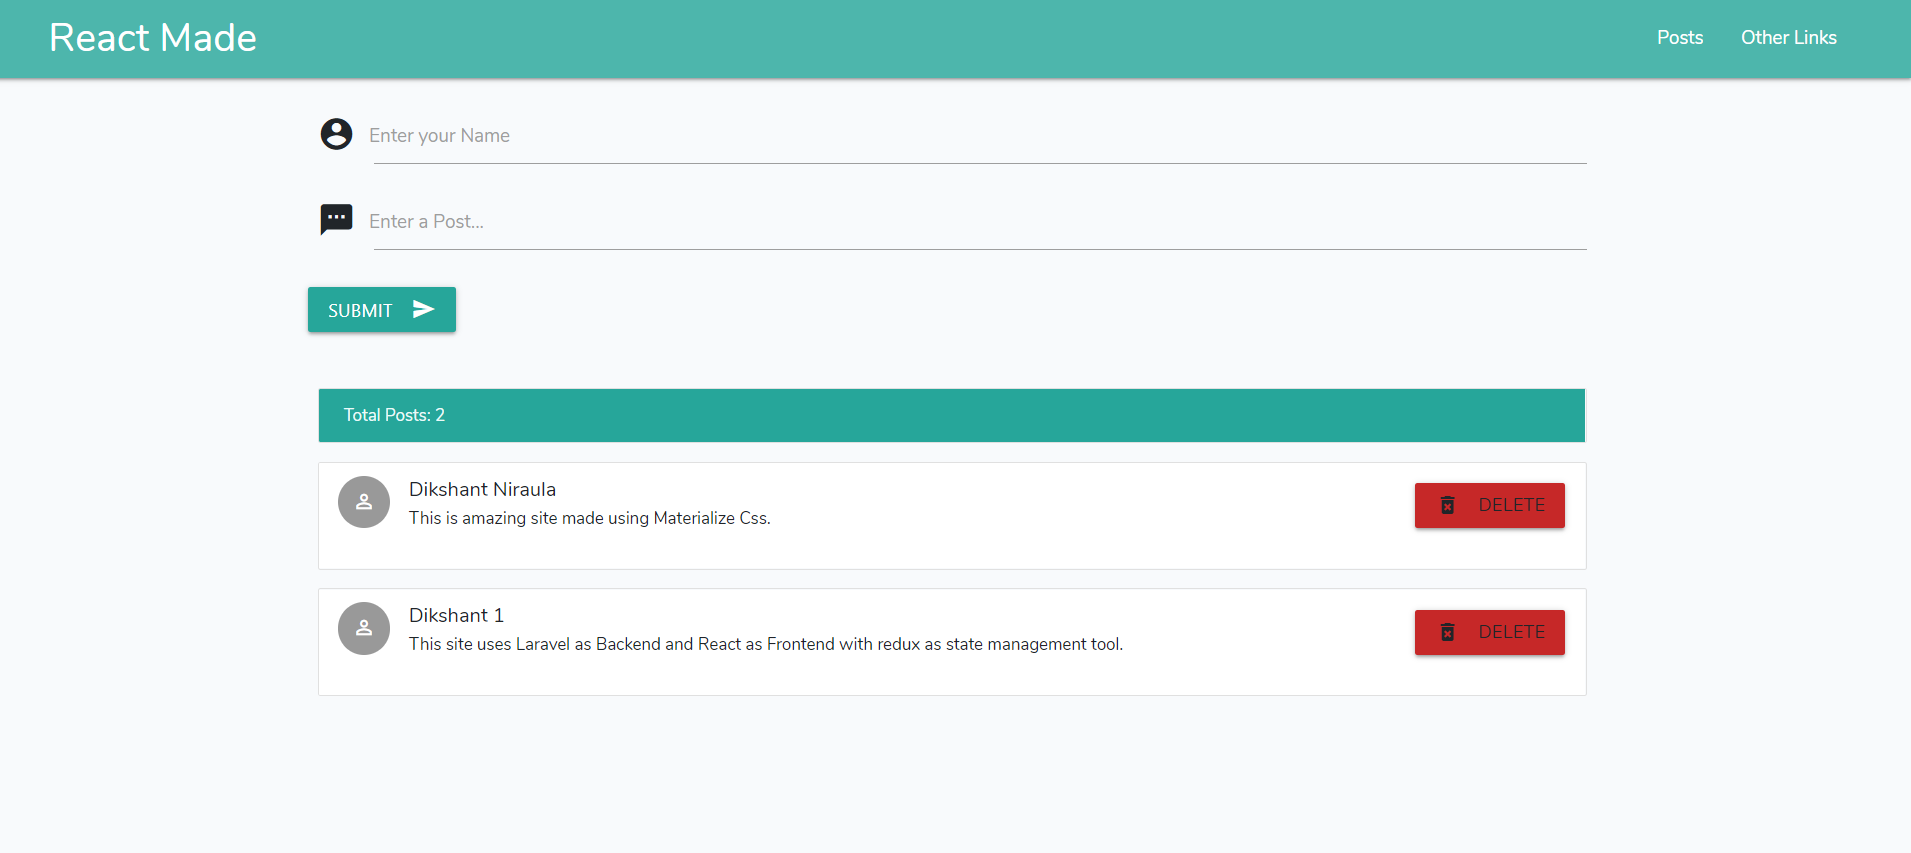 React Made
Posts
Other Links
Enter your Name
Enter a Post...
SUBMIT
Total Posts: 2
Dikshant Niraula
This is amazing site made using Materialize Css.
DELETE
Dikshant 1
This site uses Laravel as Backend and React as Frontend with redux as state management tool.
DELETE